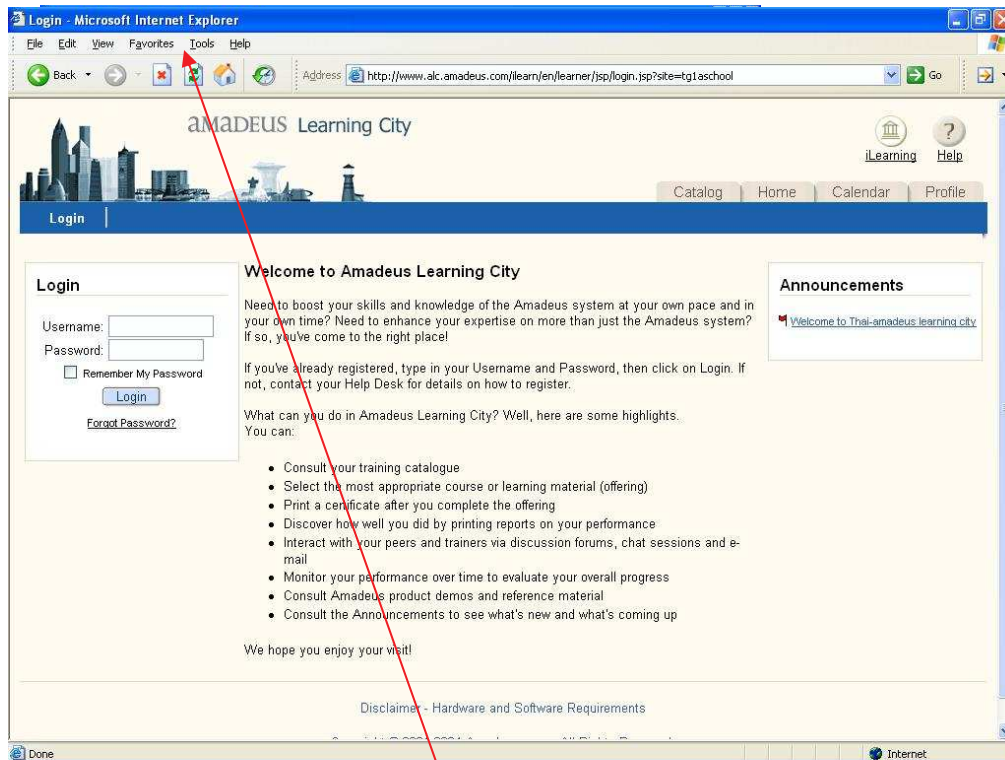 Login - Microsoft Internet Explorer
File Edit View Favorites Tools Help
Back Address http://www.alc.amadeus.com/ilearn/en/learner/jsp/login.jsp?site=tg1aschool Go
amadeus Learning City
iLearning Help
Catalog Home Calendar Profile
Login
Login
Username:
Password:
Remember My Password
Login
Forgot Password?
Welcome to Amadeus Learning City
Need to boost your skills and knowledge of the Amadeus system at your own pace and in
your own time? Need to enhance your expertise on more than just the Amadeus system?
If so, you've come to the right place!
If you've already registered, type in your Username and Password, then click on Login. If
not, contact your Help Desk for details on how to register.
What can you do in Amadeus Learning City? Well, here are some highlights.
You can:
Consult your training catalogue
Select the most appropriate course or learning material (offering)
Print a certificate after you complete the offering
Discover how well you did by printing reports on your performance
Interact with your peers and trainers via discussion forums, chat sessions and e-
mail
Monitor your performance over time to evaluate your overall progress
Consult Amadeus product demos and reference material
Consult the Announcements to see what's new and what's coming up
We hope you enjoy your visit!
Announcements
Welcome to Thai-amadeus learning city
Disclaimer - Hardware and Software Requirements
Done Internet